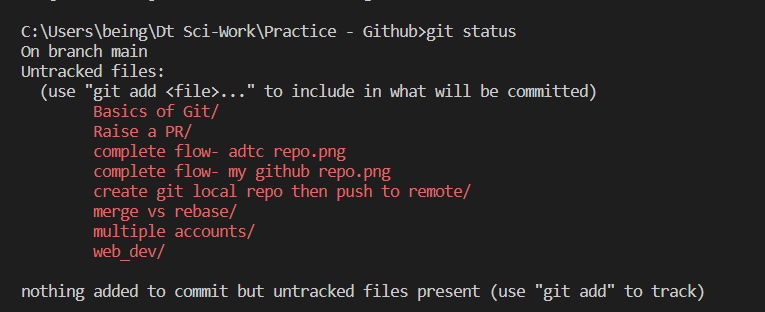 C:\Users\being\Dt Sci-Work\Practice - Github>git status
On branch main
Untracked files:
  (use "git add <file>..." to include in what will be committed)
        Basics of Git/
        Raise a PR/
        complete flow- adtc repo.png
        complete flow- my github repo.png
        create git local repo then push to remote/
        merge vs rebase/
        multiple accounts/
        web_dev/
nothing added to commit but untracked files present (use "git add" to track)